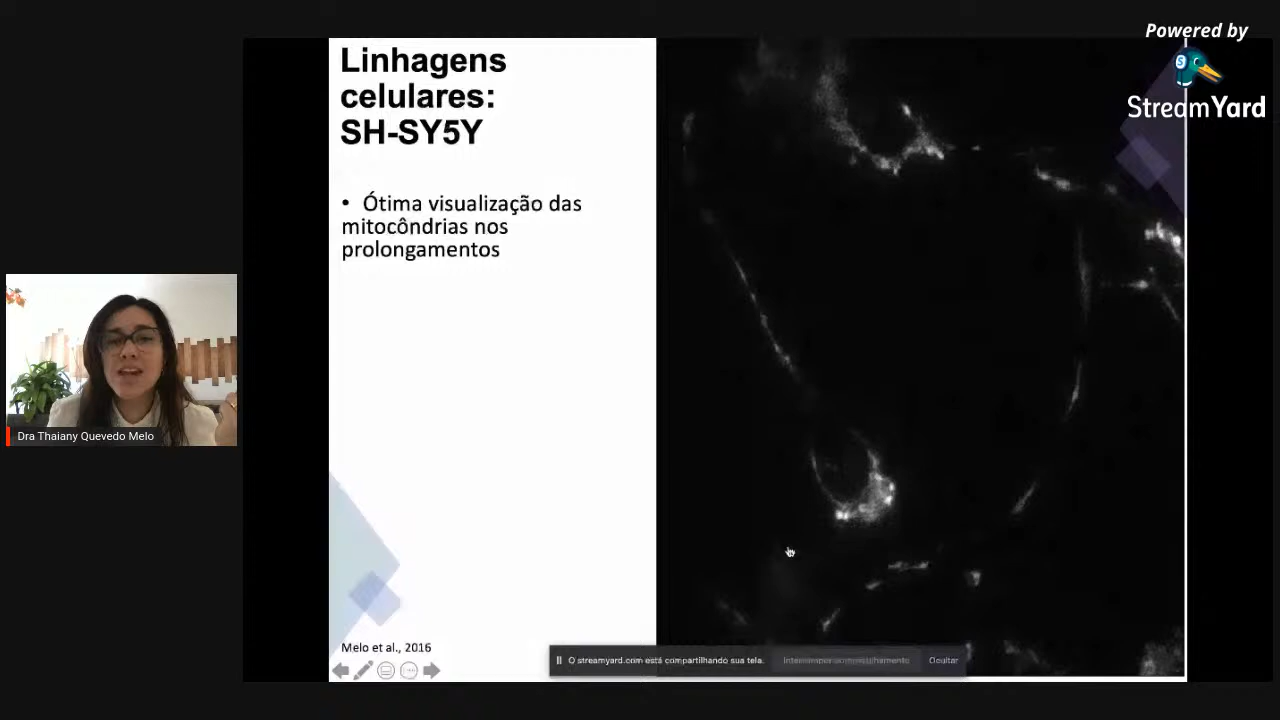 Powered by
StreamYard
Linhagens
celulares:
SH-SY5Y
• Ótima visualização das
mitocôndrias nos
prolongamentos
Dra Thaiany Quevedo Melo
Melo et al., 2016
O streamyard.com está compartilhando sua tela.
Ocultar